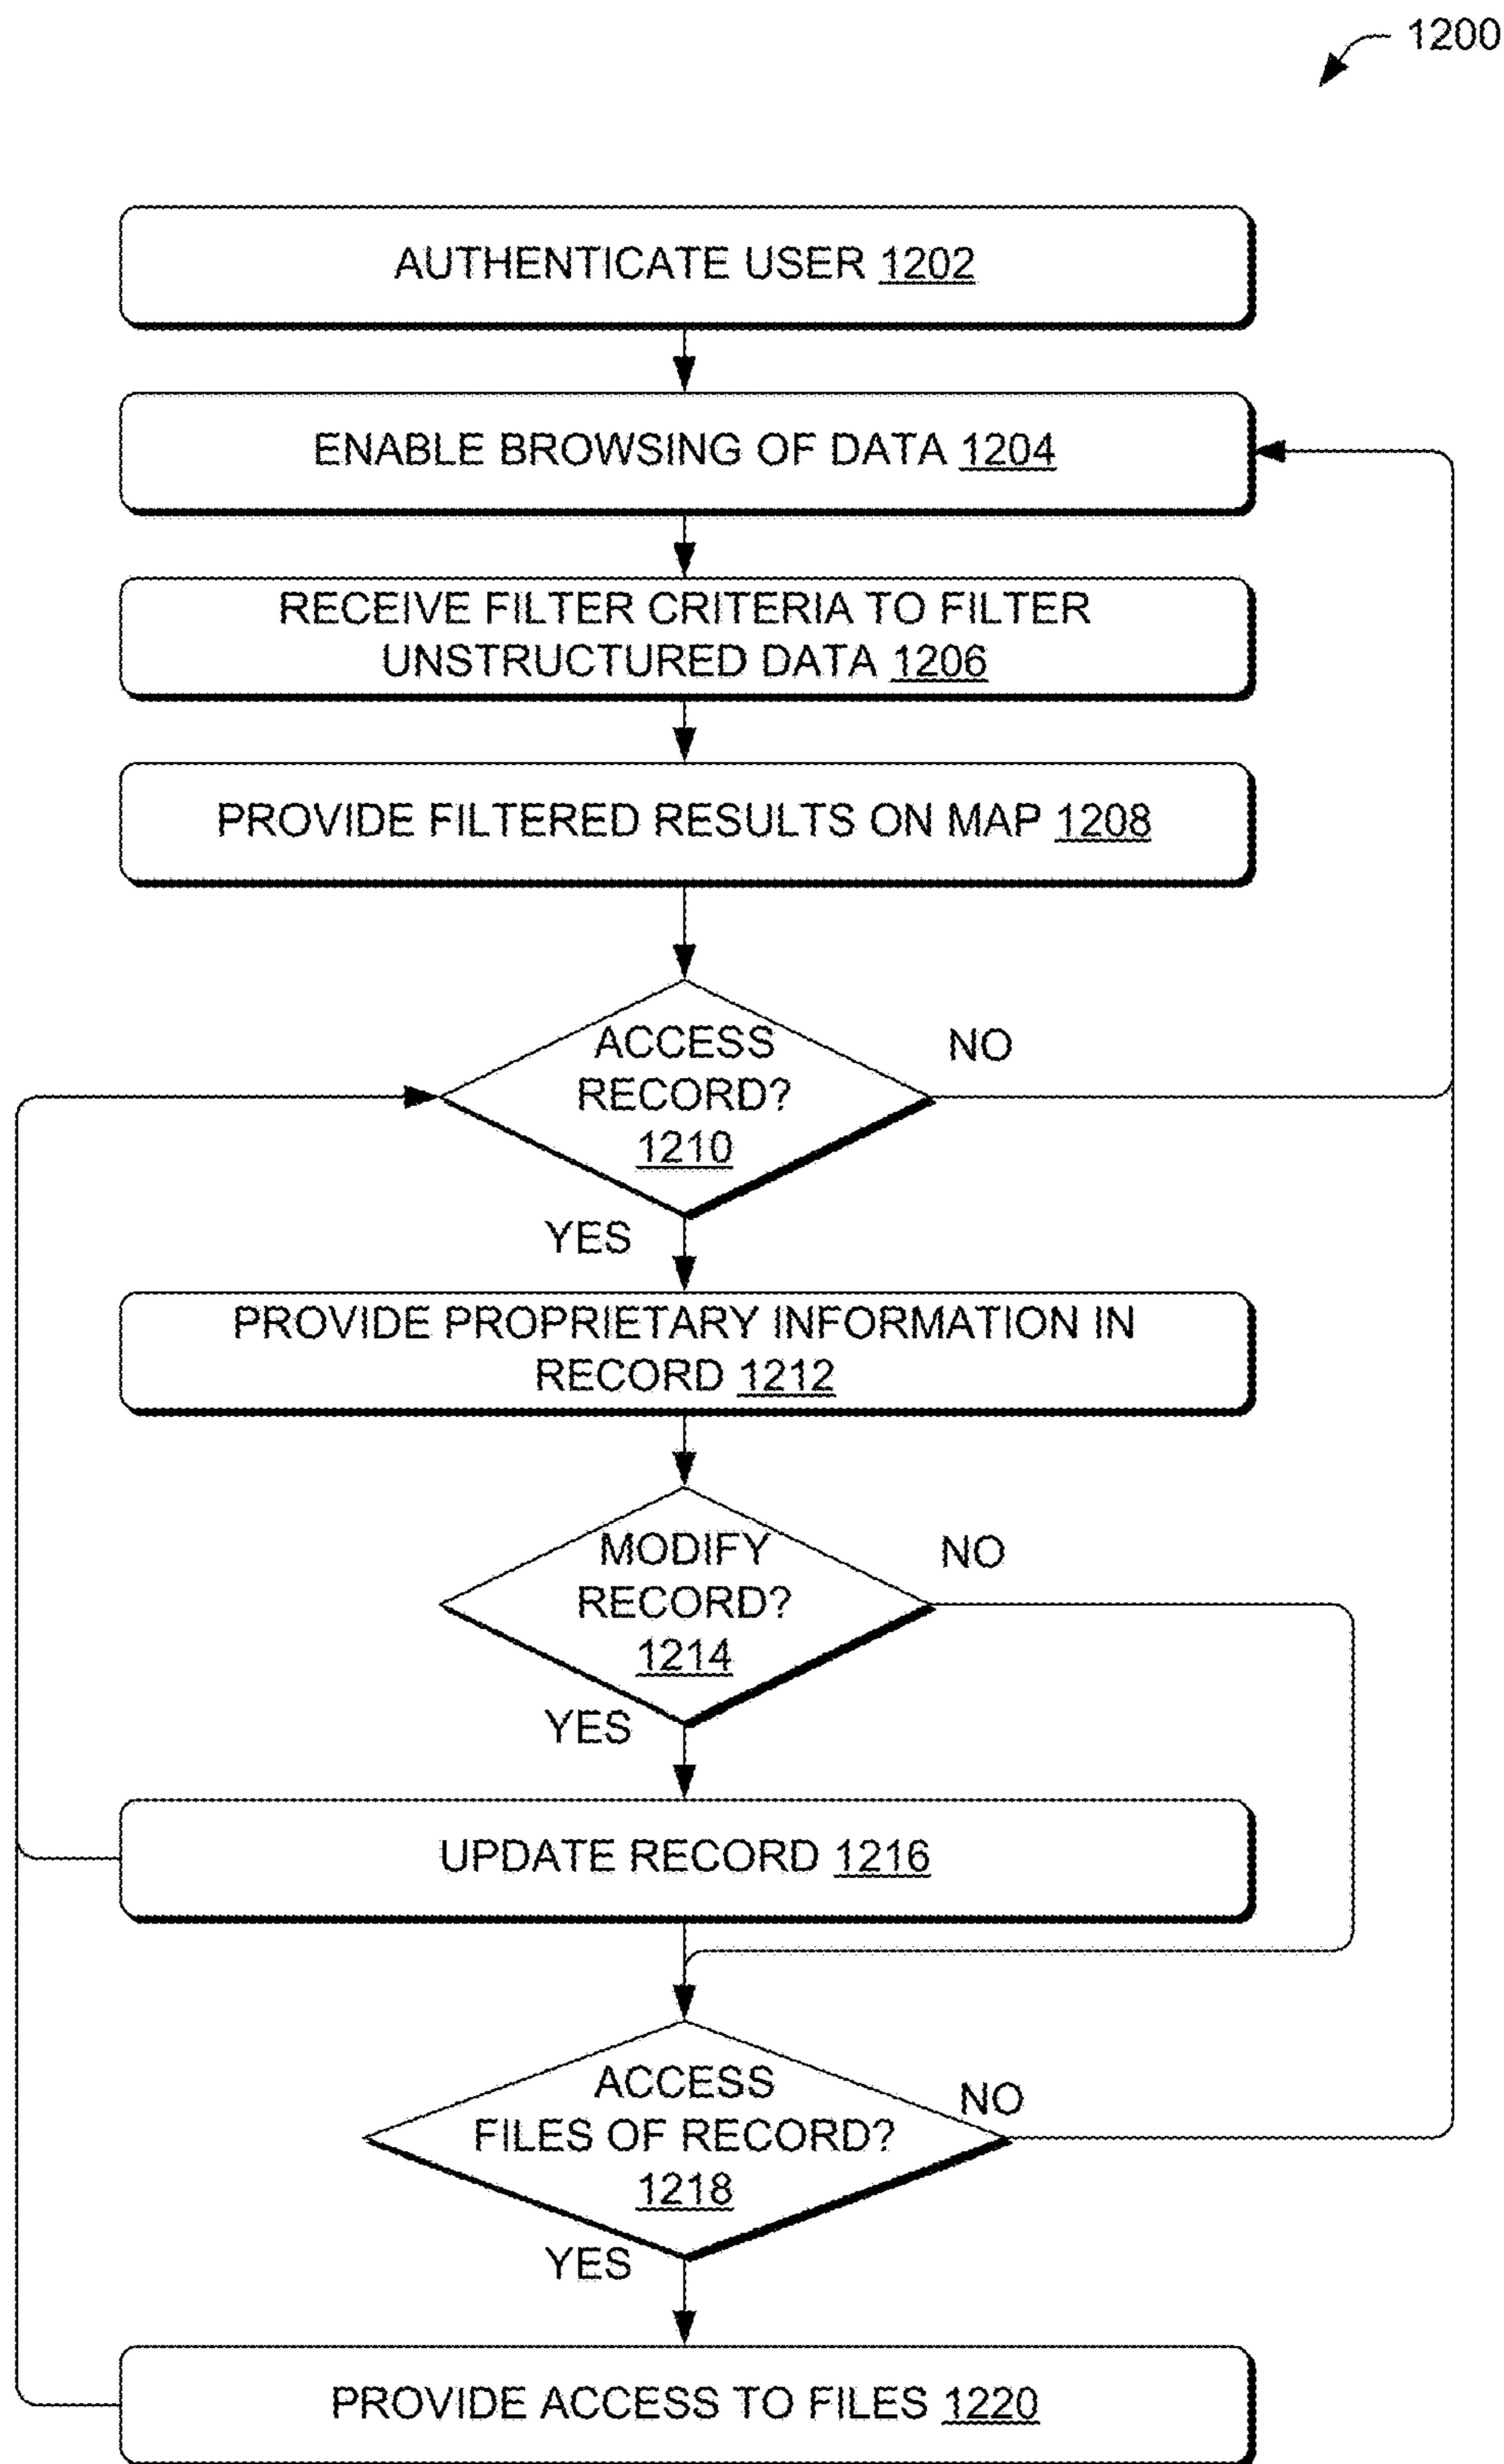 1200
AUTHENTICATE USER 1202
ENABLE BROWSING OF DATA 1204
RECEIVE FILTER CRITERIA TO FILTER
UNSTRUCTURED DATA 1206
PROVIDE FILTERED RESULTS ON MAP 1208
ACCESS
RECORD?
1210
NO
YES
PROVIDE PROPRIETARY INFORMATION IN
RECORD 1212
MODIFY
RECORD?
1214
NO
YES
UPDATE RECORD 1216
ACCESS
FILES OF RECORD?
1218
NO
YES
PROVIDE ACCESS TO FILES 1220